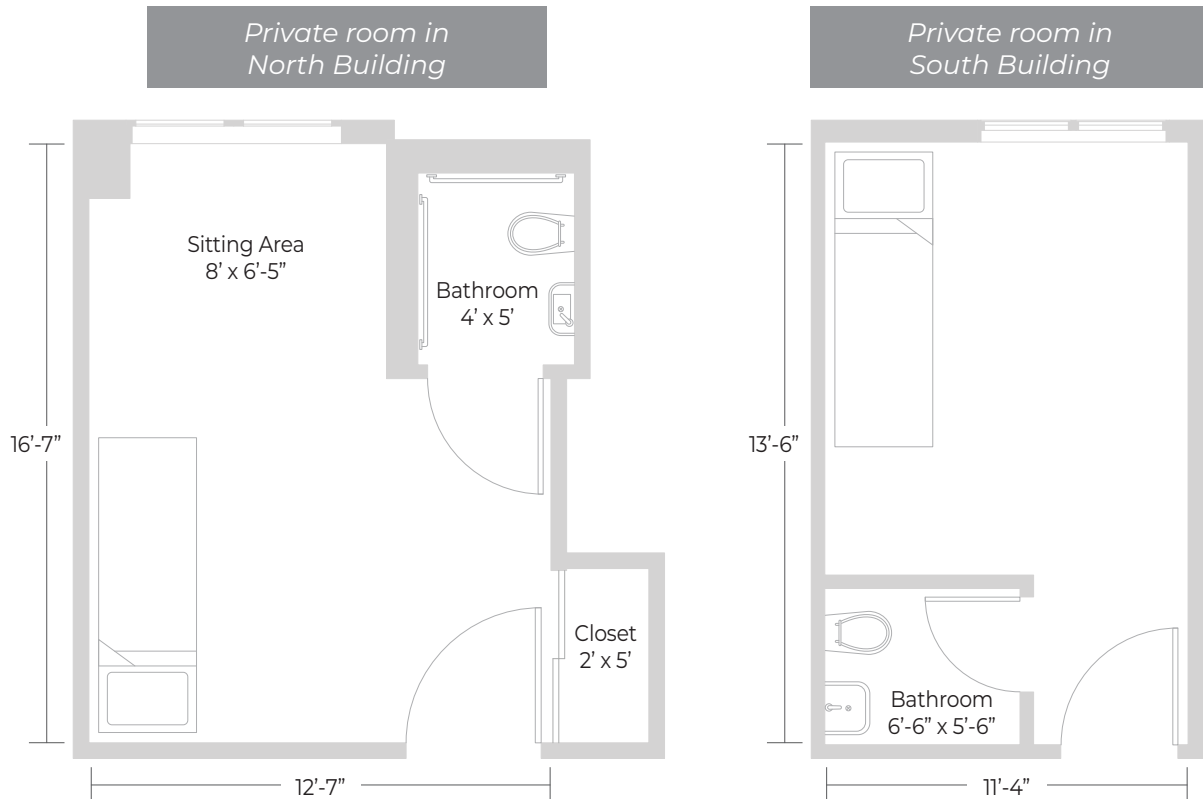 Private room in
North Building
Sitting Area
8’ x 6’-5”
Bathroom
4’ x 5’
16’-7”
Closet
2’ x 5’
12’-7”
Private room in
South Building
13’-6”
Bathroom
6’-6” x 5’-6”
11’-4”